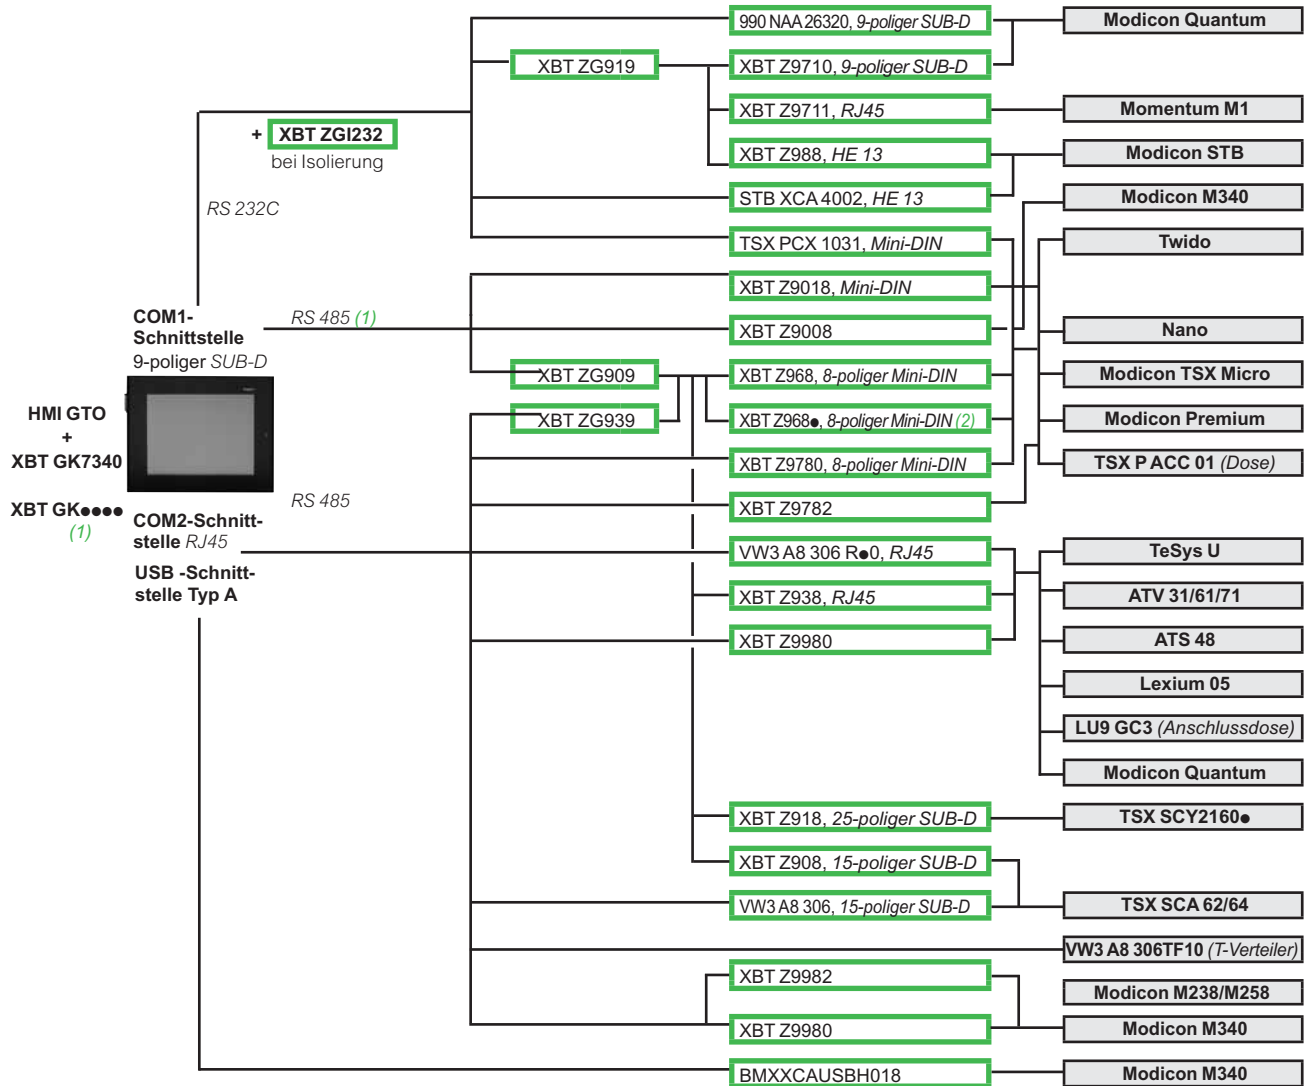 990 NAA 26320, 9-poliger SUB-D
Modicon Quantum
XBT ZG919
XBT Z9710, 9-poliger SUB-D
XBT Z9711, RJ45
Momentum M1
+ XBT ZGI232
bei Isolierung
XBT Z988, HE 13
Modicon STB
STB XCA 4002, HE 13
Modicon M340
RS 232C
TSX PCX 1031, Mini-DIN
Twido
XBT Z9018, Mini-DIN
COM1-
Schnittstelle
9-poliger SUB-D
RS 485 (1)
XBT Z9008
Nano
XBT ZG909
XBT Z968, 8-poliger Mini-DIN
Modicon TSX Micro
HMI GTO
+
XBT GK7340
XBT ZG939
XBT Z968●, 8-poliger Mini-DIN (2)
Modicon Premium
XBT Z9780, 8-poliger Mini-DIN
TSX P ACC 01 (Dose)
XBT GK●●●●
(1)
RS 485
XBT Z9782
COM2-Schnitt-
stelle RJ45
VW3 A8 306 R●0, RJ45
TeSys U
USB -Schnitt-
stelle Typ A
XBT Z938, RJ45
ATV 31/61/71
XBT Z9980
ATS 48
Lexium 05
LU9 GC3 (Anschlussdose)
Modicon Quantum
XBT Z918, 25-poliger SUB-D
TSX SCY2160●
XBT Z908, 15-poliger SUB-D
VW3 A8 306, 15-poliger SUB-D
TSX SCA 62/64
VW3 A8 306TF10 (T-Verteiler)
XBT Z9982
Modicon M238/M258
XBT Z9980
Modicon M340
BMXXCAUSBH018
Modicon M340